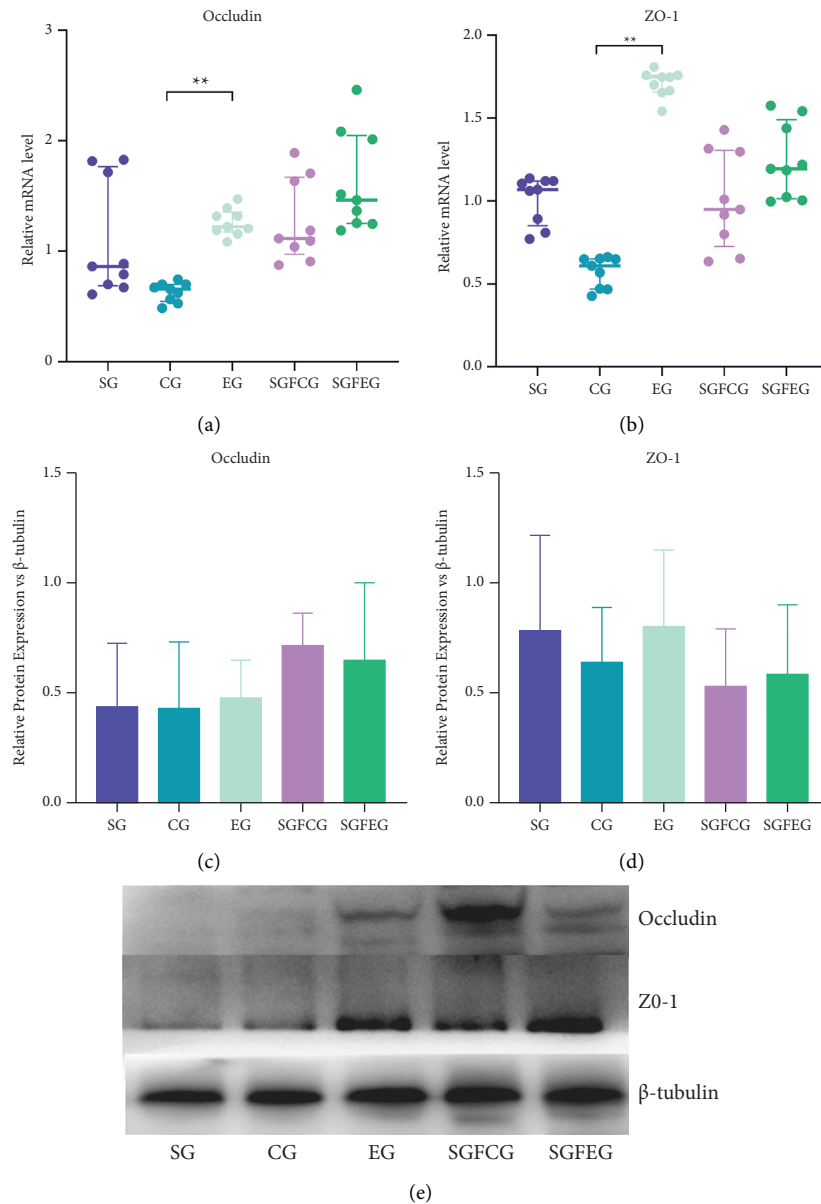 Occludin
3
2
1
0
Relative mRNA level
**
SG
CG
EG
SGFCG
SGFEG
(a)
ZO-1
2.0
1.5
1.0
0.5
0.0
Relative mRNA level
**
SG
CG
EG
SGFCG
SGFEG
(b)
Occludin
1.5
1.0
0.5
0.0
Relative Protein Expression vs β-tubulin
SG
CG
EG
SGFCG
SGFEG
(c)
ZO-1
1.5
1.0
0.5
0.0
Relative Protein Expression vs β-tubulin
SG
CG
EG
SGFCG
SGFEG
(d)
Occludin
Z0-1
β-tubulin
SG
CG
EG
SGFCG
SGFEG
(e)